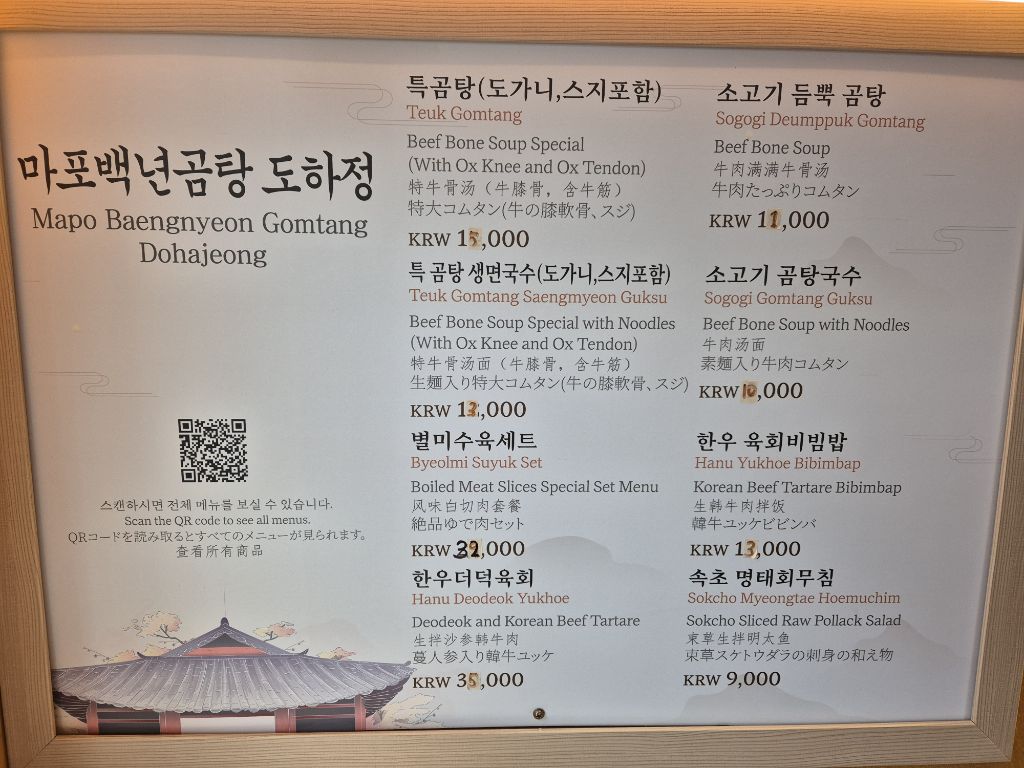 마포백년곰탕 도하정
Mapo Baengnyeon Gomtang
Dohajeong
스캔하시면 전체 메뉴를 보실 수 있습니다.
Scan the QR code to see all menus.
QRコードを読み取るとすべてのメニューが見られます。
查看所有商品
특곰탕(도가니,스지포함)
Teuk Gomtang
Beef Bone Soup Special
(With Ox Knee and Ox Tendon)
特牛骨汤（牛膝骨，含牛筋）
特大コムタン(牛の膝軟骨、スジ)
KRW 15,000
특 곰탕 생면국수(도가니,스지포함)
Teuk Gomtang Saengmyeon Guksu
Beef Bone Soup Special with Noodles
(With Ox Knee and Ox Tendon)
特牛骨汤面（牛膝骨，含牛筋）
生麺入り特大コムタン(牛の膝軟骨、スジ)
KRW 13,000
별미수육세트
Byeolmi Suyuk Set
Boiled Meat Slices Special Set Menu
风味白切肉套餐
絶品ゆで肉セット
KRW 39,000
한우더덕육회
Hanu Deodeok Yukhoe
Deodeok and Korean Beef Tartare
生拌沙参韩牛肉
蔓人参入り韓牛ユッケ
KRW 35,000
소고기 듬뿍 곰탕
Sogogi Deumppuk Gomtang
Beef Bone Soup
牛肉满满牛骨汤
牛肉たっぷりコムタン
KRW 11,000
소고기 곰탕국수
Sogogi Gomtang Guksu
Beef Bone Soup with Noodles
牛肉汤面
素麺入り牛肉コムタン
KRW 10,000
한우 육회비빔밥
Hanu Yukhoe Bibimbap
Korean Beef Tartare Bibimbap
生韩牛肉拌饭
韓牛ユッケビビンバ
KRW 13,000
속초 명태회무침
Sokcho Myeongtae Hoemuchim
Sokcho Sliced Raw Pollack Salad
束草生拌明太鱼
束草スケトウダラの刺身の和え物
KRW 9,000